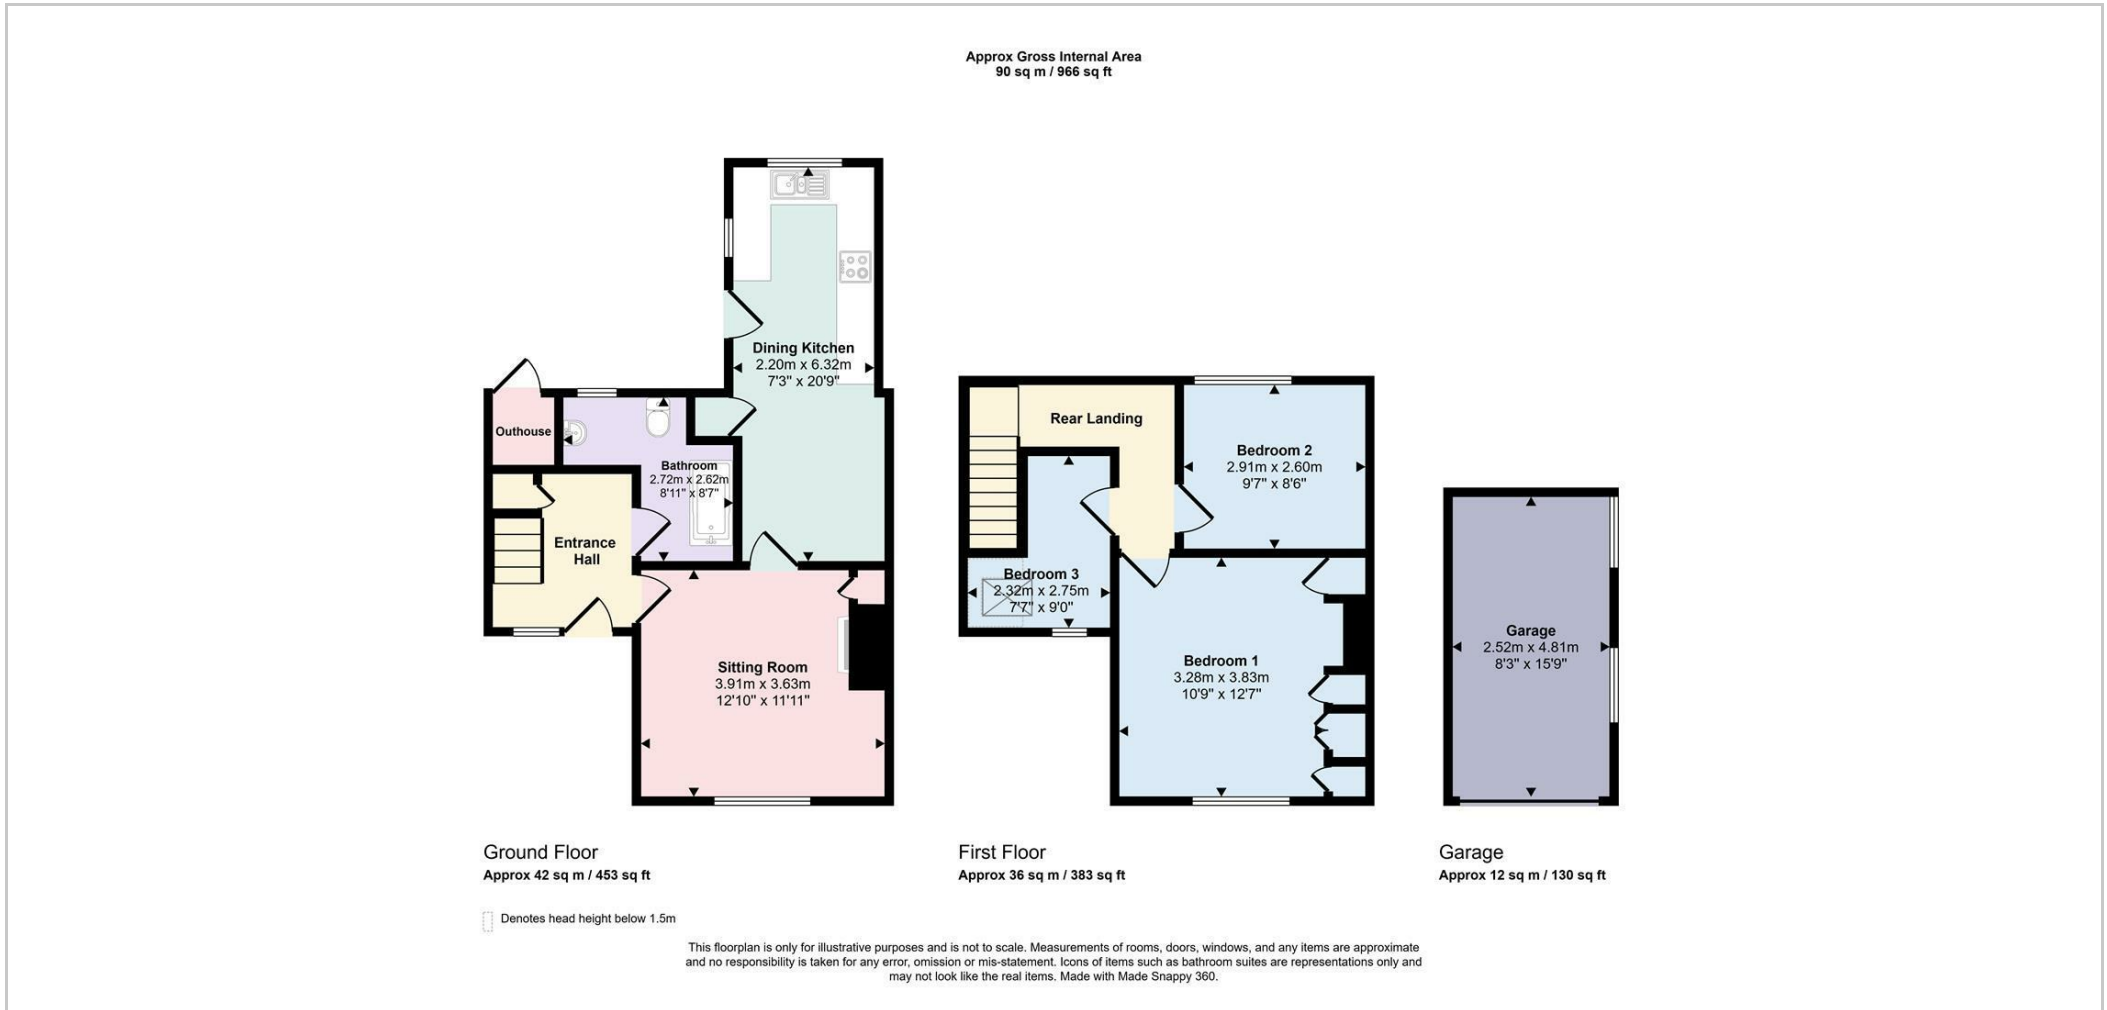 Approx Gross Internal Area
90 sq m / 966 sq ft
Dining Kitchen
2.20m x 6.32m
7'3" x 20'9"
Outhouse
Bathroom
2.72m x 2.62m
8'11" x 8'7"
Entrance
Hall
Sitting Room
3.91m x 3.63m
12'10" x 11'11"
Rear Landing
Bedroom 2
2.91m x 2.60m
9'7" x 8'6"
Bedroom 3
2.32m x 2.75m
7'7" x 9'0"
Bedroom 1
3.28m x 3.83m
10'9" x 12'7"
Garage
2.52m x 4.81m
8'3" x 15'9"
Ground Floor
Approx 42 sq m / 453 sq ft
First Floor
Approx 36 sq m / 383 sq ft
Garage
Approx 12 sq m / 130 sq ft
Denotes head height below 1.5m
This floorplan is only for illustrative purposes and is not to scale. Measurements of rooms, doors, windows, and any items are approximate
and no responsibility is taken for any error, omission or mis-statement. Icons of items such as bathroom suites are representations only and
may not look like the real items. Made with Made Snappy 360.